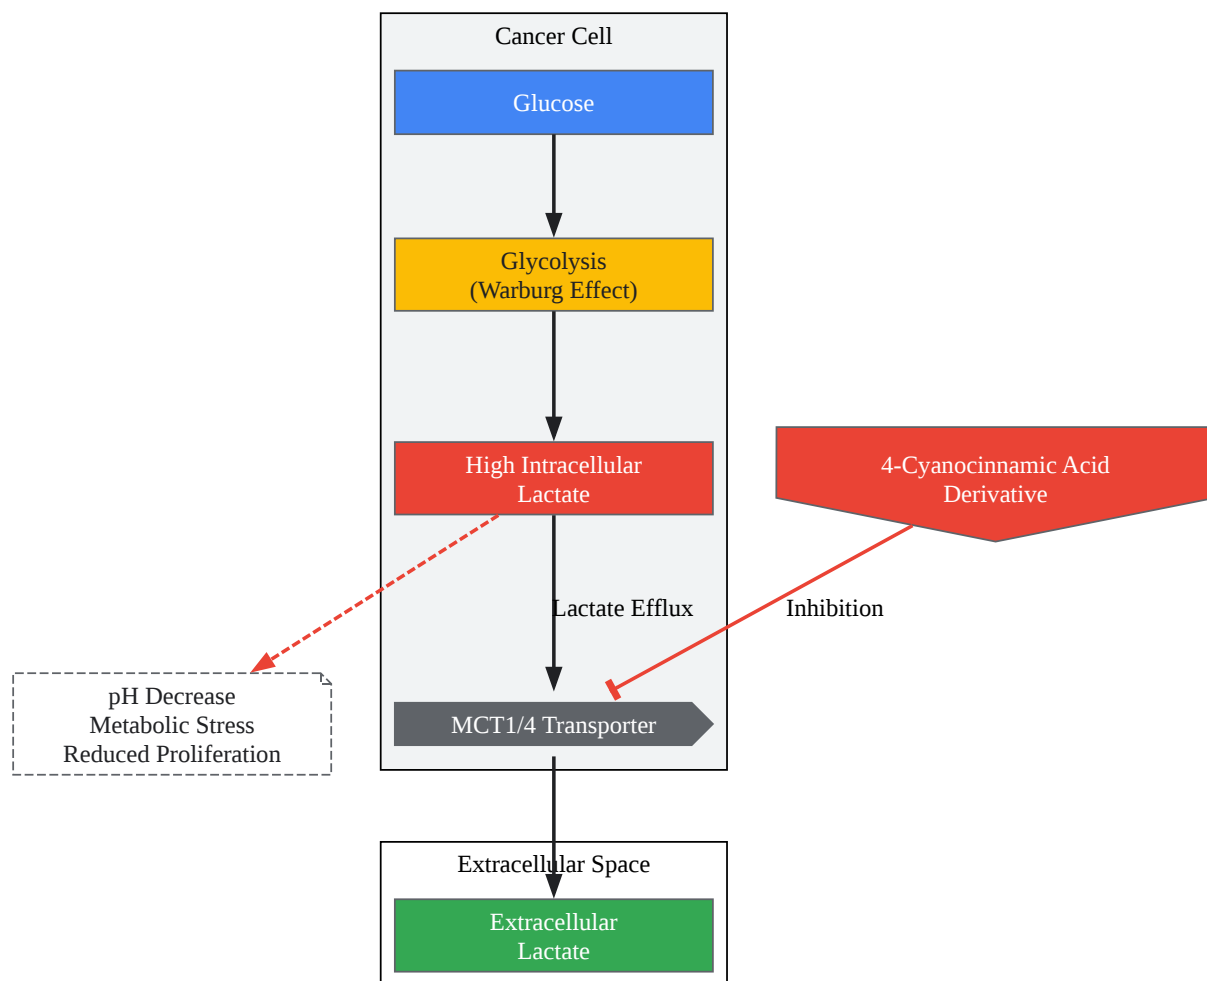 Cancer Cell
Glucose
Glycolysis
(Warburg Effect)
High Intracellular
Lactate
4-Cyanocinnamic Acid
Derivative
Lactate Efflux
Inhibition
pH Decrease
Metabolic Stress
Reduced Proliferation
MCT1/4 Transporter
Extracellular Space
Extracellular
Lactate